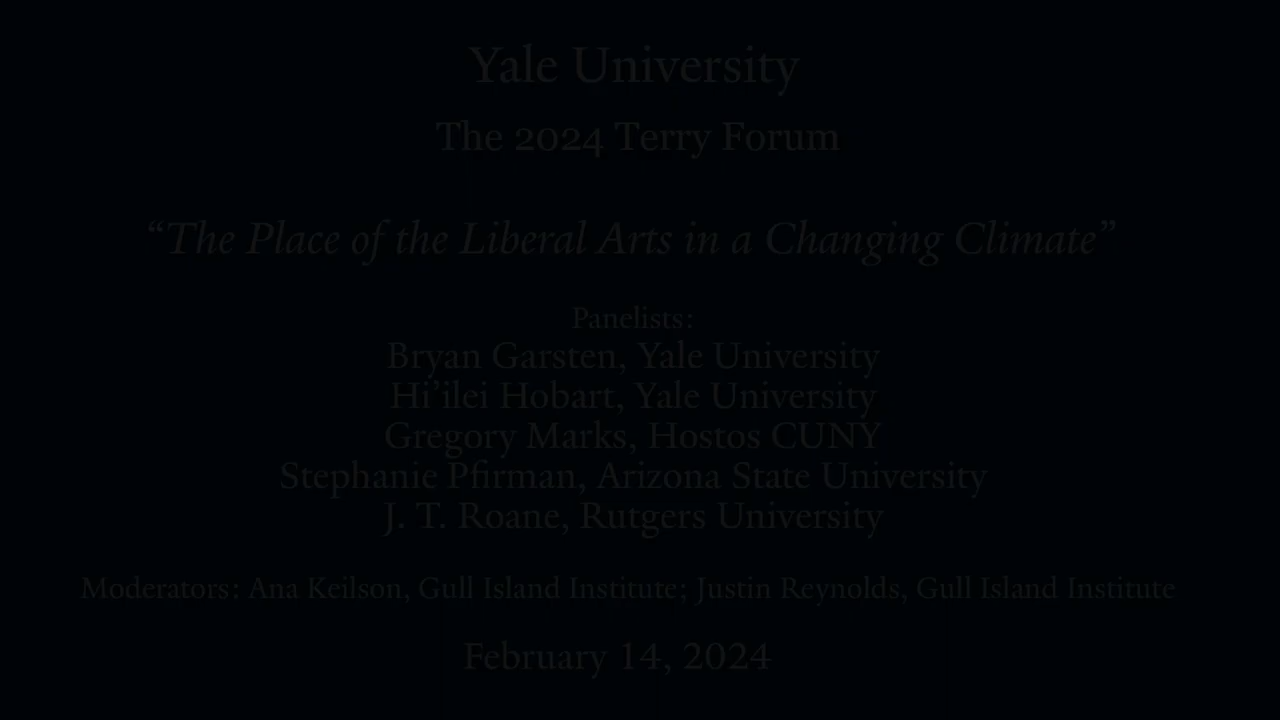 Yale University
The 2024 Terry Forum
“The Place of the Liberal Arts in a Changing Climate”
Panelists:
Bryan Garsten, Yale University
Hi’ilei Hobart, Yale University
Gregory Marks, Hostos CUNY
Stephanie Pfirman, Arizona State University
J. T. Roane, Rutgers University
Moderators: Ana Keilson, Gull Island Institute; Justin Reynolds, Gull Island Institute
February 14, 2024